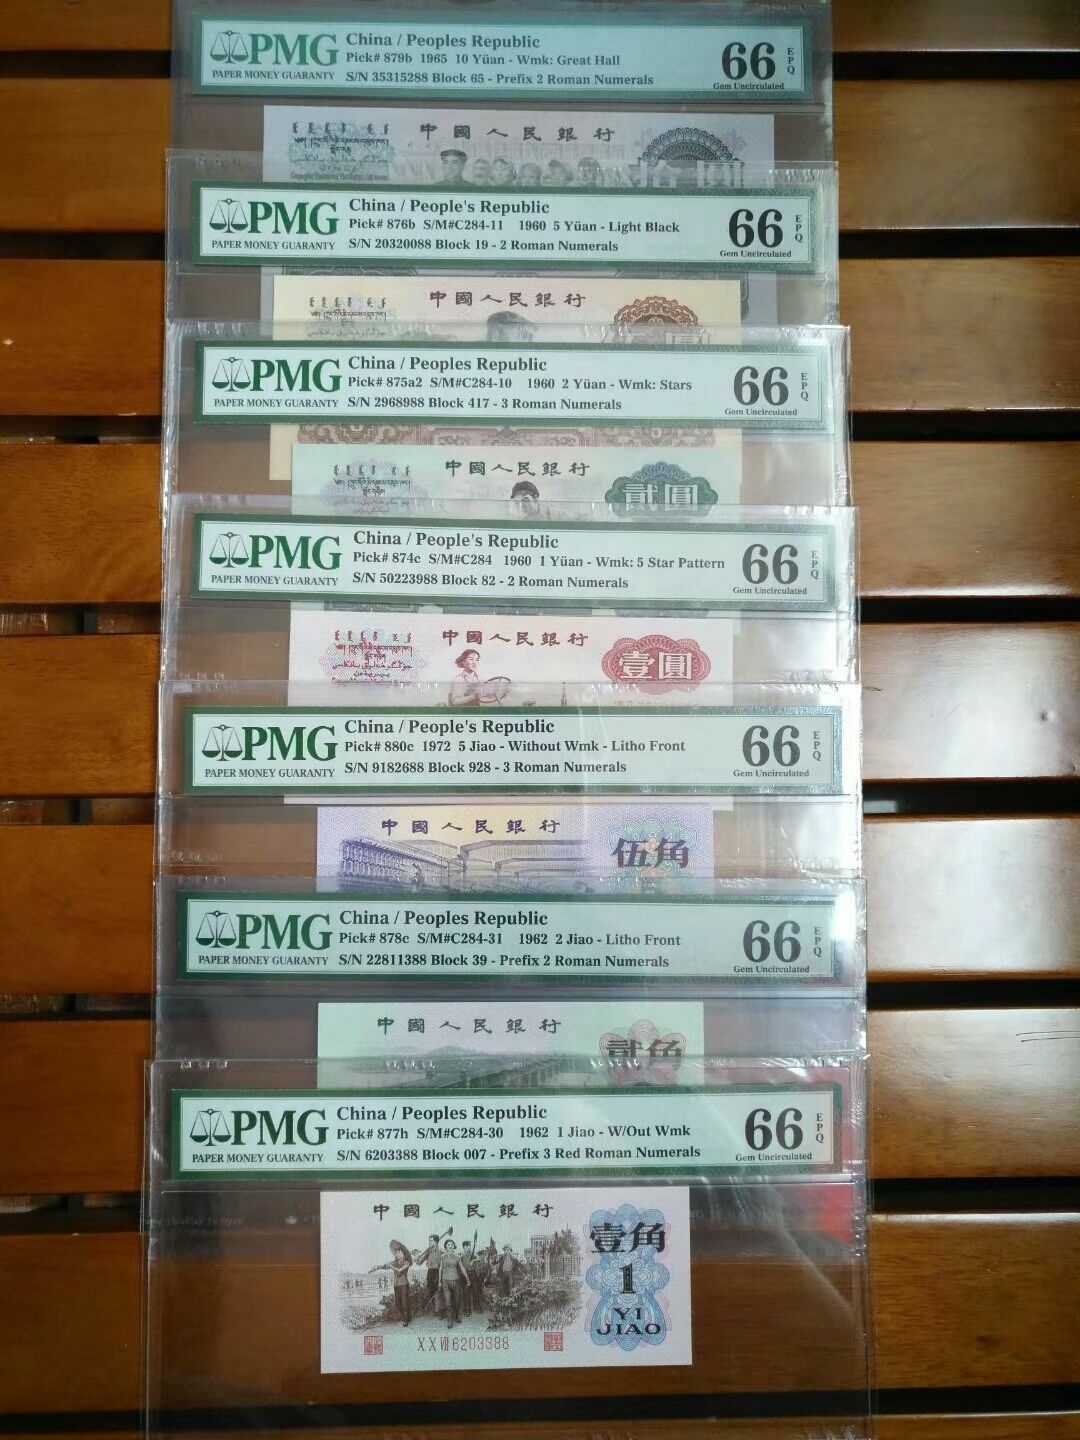 PMG
PAPER MONEY GUARANTY
China / Peoples Republic
Pick# 879b 1965 10 Yüan - Wmk: Great Hall
S/N 35315288 Block 65 - Prefix 2 Roman Numerals
66 EPQ
Gem Uncirculated
中國人民銀行
拾圓
PMG
PAPER MONEY GUARANTY
China / People's Republic
Pick# 876b S/M#C284-11 1960 5 Yüan - Light Black
S/N 20320088 Block 19 - 2 Roman Numerals
66 EPQ
Gem Uncirculated
中國人民銀行
PMG
PAPER MONEY GUARANTY
China / Peoples Republic
Pick# 875a2 S/M#C284-10 1960 2 Yüan - Wmk: Stars
S/N 2968988 Block 417 - 3 Roman Numerals
66 EPQ
Gem Uncirculated
中國人民銀行
貳圓
PMG
PAPER MONEY GUARANTY
China / People's Republic
Pick# 874c S/M#C284 1960 1 Yüan - Wmk: 5 Star Pattern
S/N 50223988 Block 82 - 2 Roman Numerals
66 EPQ
Gem Uncirculated
中國人民銀行
壹圓
PMG
PAPER MONEY GUARANTY
China / People's Republic
Pick# 880c 1972 5 Jiao - Without Wmk - Litho Front
S/N 9182688 Block 928 - 3 Roman Numerals
66 EPQ
Gem Uncirculated
中國人民銀行
伍角
PMG
PAPER MONEY GUARANTY
China / Peoples Republic
Pick# 878c S/M#C284-31 1962 2 Jiao - Litho Front
S/N 22811388 Block 39 - Prefix 2 Roman Numerals
66 EPQ
Gem Uncirculated
中國人民銀行
貳角
PMG
PAPER MONEY GUARANTY
China / Peoples Republic
Pick# 877h S/M#C284-30 1962 1 Jiao - W/Out Wmk
S/N 6203388 Block 007 - Prefix 3 Red Roman Numerals
66 EPQ
Gem Uncirculated
中國人民銀行
壹角
1
YI
JIAO
XXⅦ6203388